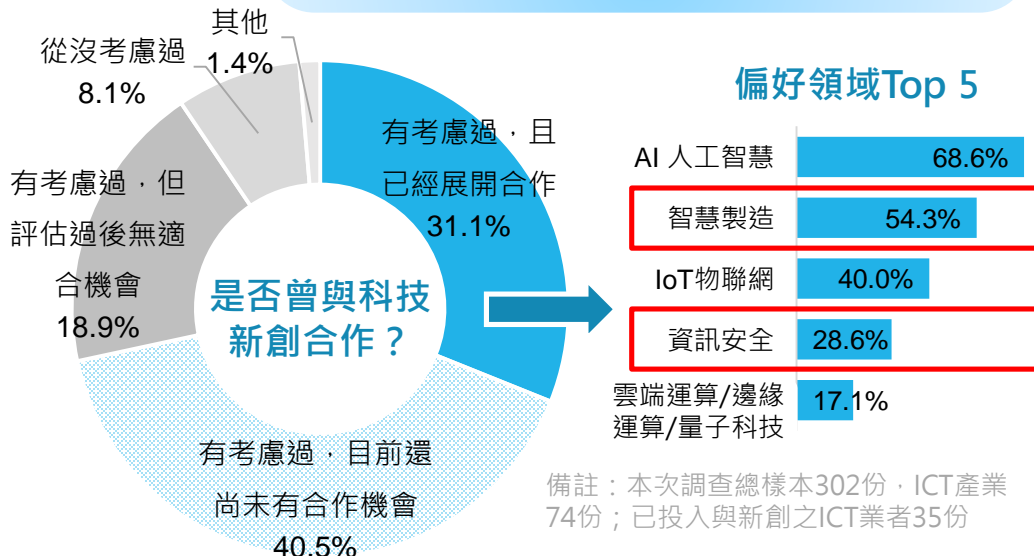 其他
1.4%
從沒考慮過
8.1%
有考慮過，且
已經展開合作
31.1%
有考慮過，但
評估過後無適
合機會
18.9%
是否曾與科技
新創合作？
有考慮過，目前還
尚未有合作機會
40.5%
偏好領域Top 5
AI 人工智慧 68.6%
智慧製造 54.3%
IoT物聯網 40.0%
資訊安全 28.6%
雲端運算/邊緣
運算/量子科技 17.1%
備註：本次調查總樣本302份，ICT產業
74份；已投入與新創之ICT業者35份